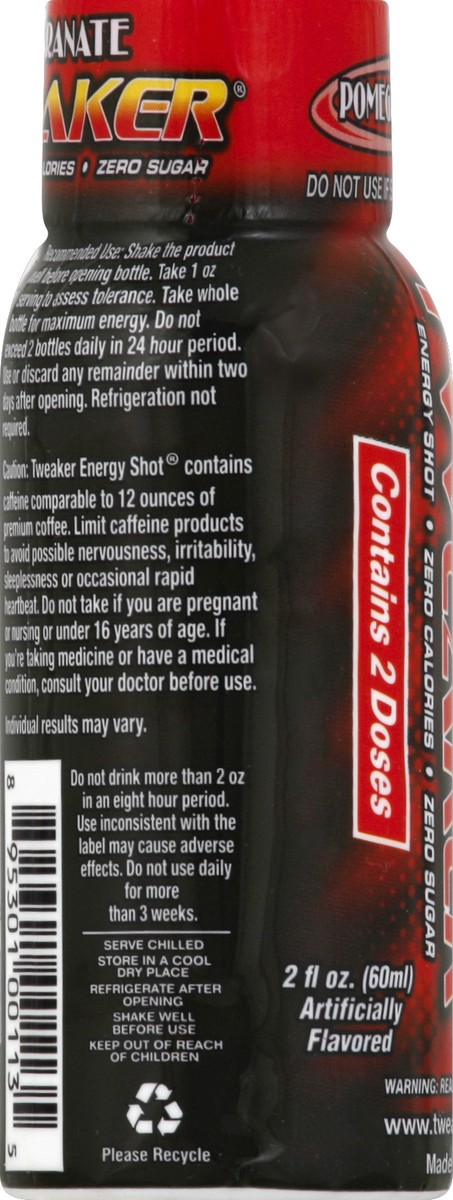 RANATE
AKER®
LORIES • ZERO SUGAR
POMEG
DO NOT USE IF S
Recommended Use: Shake the product
well before opening bottle. Take 1 oz
serving to assess tolerance. Take whole
bottle for maximum energy. Do not
exceed 2 bottles daily in 24 hour period.
Use or discard any remainder within two
days after opening. Refrigeration not
required.
Caution: Tweaker Energy Shot® contains
caffeine comparable to 12 ounces of
premium coffee. Limit caffeine products
to avoid possible nervousness, irritability,
sleeplessness or occasional rapid
heartbeat. Do not take if you are pregnant
or nursing or under 16 years of age. If
you're taking medicine or have a medical
condition, consult your doctor before use.
Individual results may vary.
Do not drink more than 2 oz
in an eight hour period.
Use inconsistent with the
label may cause adverse
effects. Do not use daily
for more
than 3 weeks.
SERVE CHILLED
STORE IN A COOL
DRY PLACE
REFRIGERATE AFTER
OPENING
SHAKE WELL
BEFORE USE
KEEP OUT OF REACH
OF CHILDREN
Please Recycle
8 95301 00113 5
Contains 2 Doses
ENERGY SHOT • ZERO CALORIES • ZERO SUGAR
2 fl oz. (60ml)
Artificially
Flavored
WARNING: REA
www.twea
Made